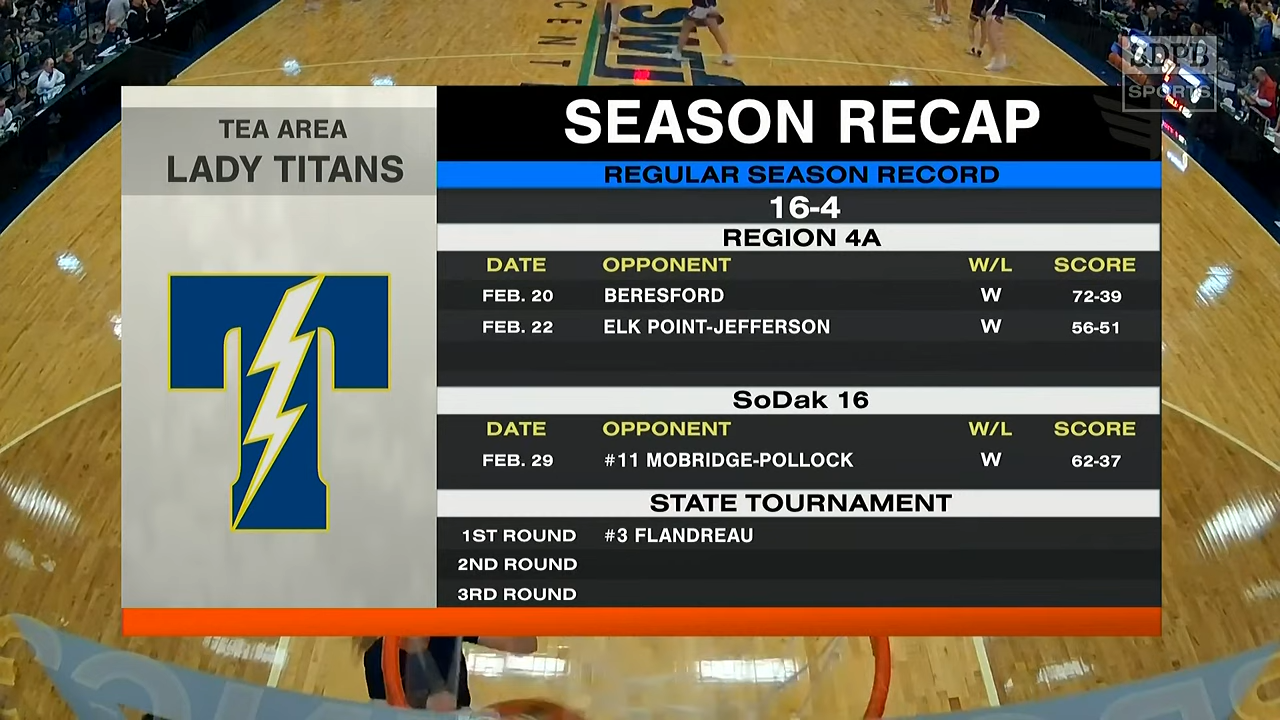 CENT
SDPB
SPORTS
TEA AREA
LADY TITANS
T
SEASON RECAP
REGULAR SEASON RECORD
16-4
REGION 4A
DATE OPPONENT W/L SCORE
FEB. 20 BERESFORD W 72-39
FEB. 22 ELK POINT-JEFFERSON W 56-51
SoDak 16
DATE OPPONENT W/L SCORE
FEB. 29 #11 MOBRIDGE-POLLOCK W 62-37
STATE TOURNAMENT
1ST ROUND #3 FLANDREAU
2ND ROUND
3RD ROUND